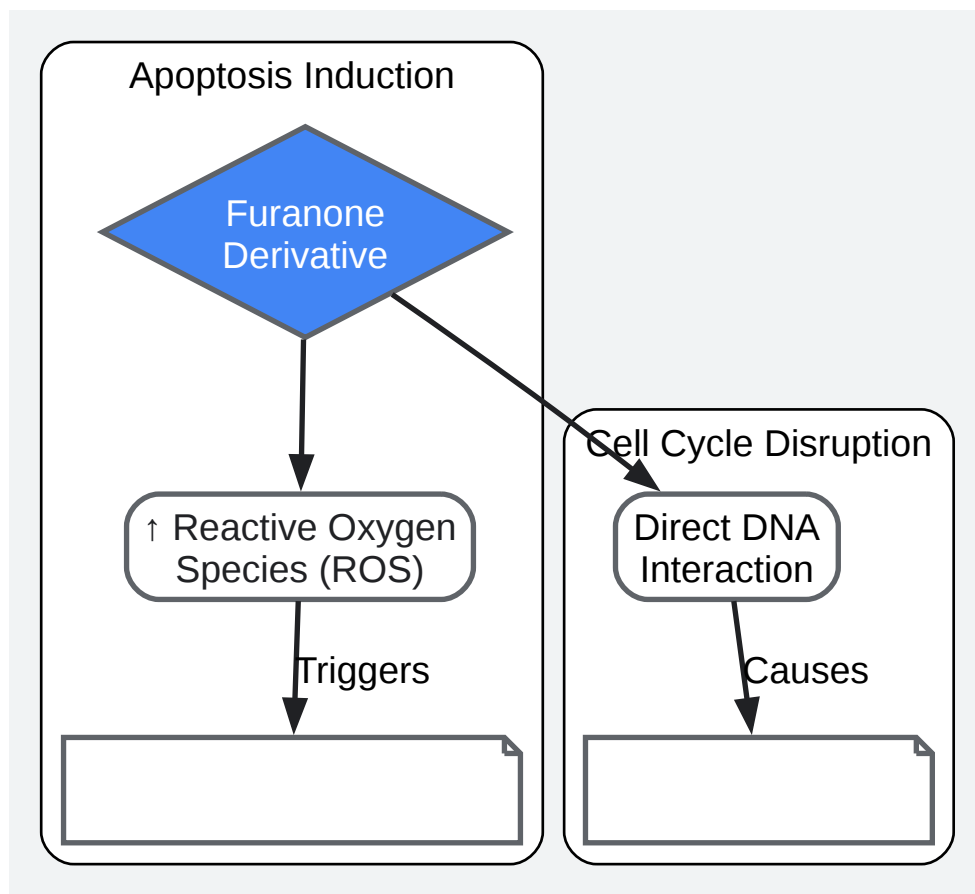 Apoptosis Induction
Furanone
Derivative
Cell Cycle Disruption
↑ Reactive Oxygen
Species (ROS)
Direct DNA
Interaction
Triggers
Causes